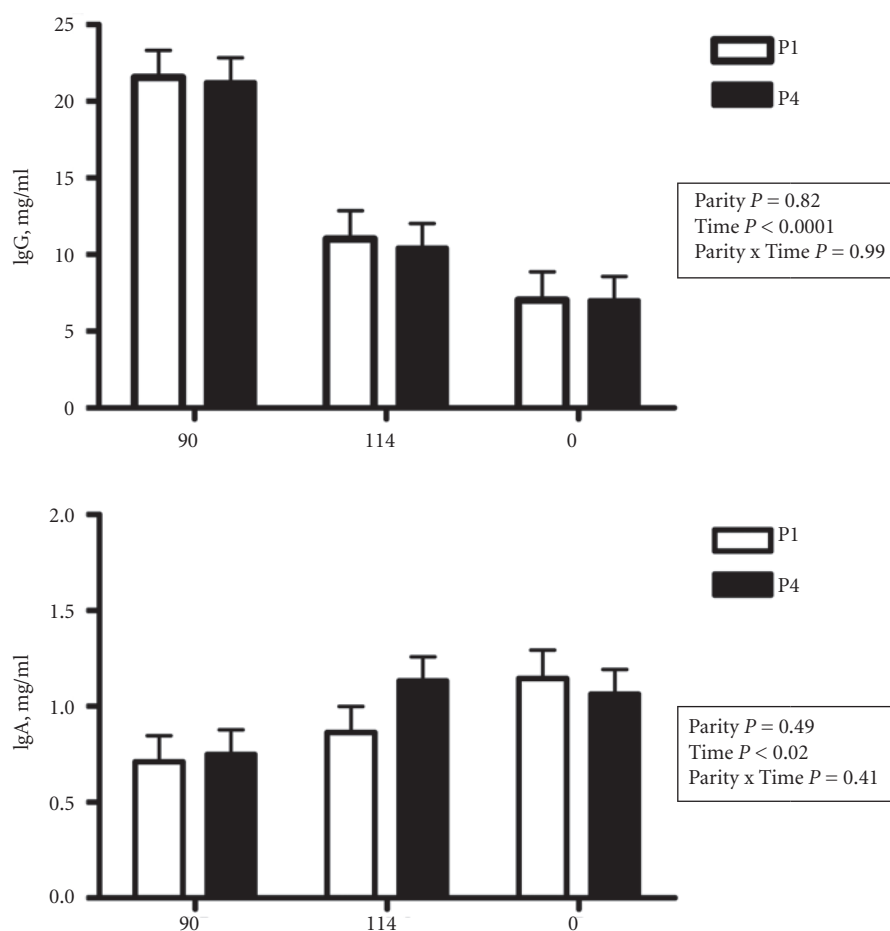 25
20
15
10
5
0
lgG, mg/ml
90
114
0
P1
P4
Parity P = 0.82
Time P < 0.0001
Parity x Time P = 0.99
2.0
1.5
1.0
0.5
0.0
lgA, mg/ml
90
114
0
P1
P4
Parity P = 0.49
Time P < 0.02
Parity x Time P = 0.41